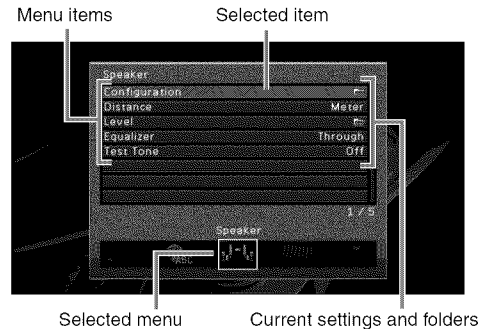 Menu items
Selected item
Speaker
Configuration
Distance Meter
Level
Equalizer Through
Test Tone Off
1 / 5
Speaker
ABC
Selected menu
Current settings and folders